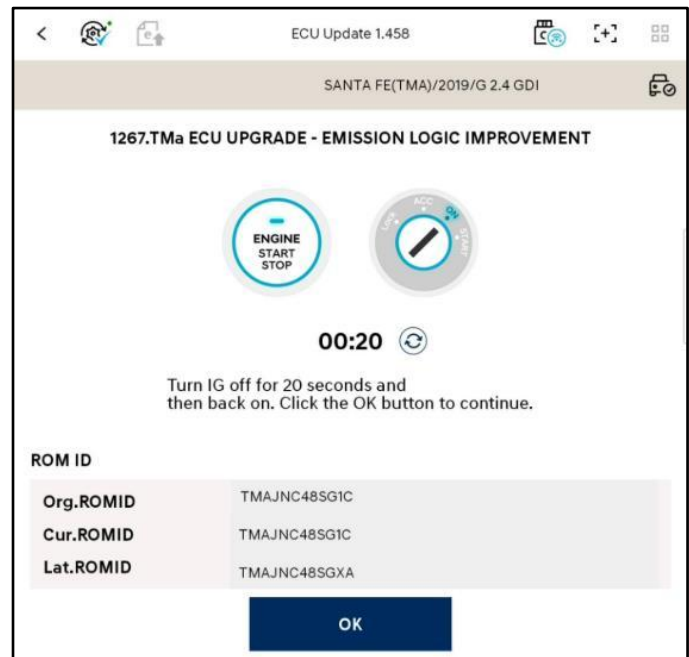 ECU Update 1.458
SANTA FE(TMA)/2019/G 2.4 GDI
1267.TMa ECU UPGRADE - EMISSION LOGIC IMPROVEMENT
ENGINE
START
STOP
LOCK
ACC
ON
START
00:20
Turn IG off for 20 seconds and
then back on. Click the OK button to continue.
ROM ID
Org.ROMID TMAJNC48SG1C
Cur.ROMID TMAJNC48SG1C
Lat.ROMID TMAJNC48SGXA
OK